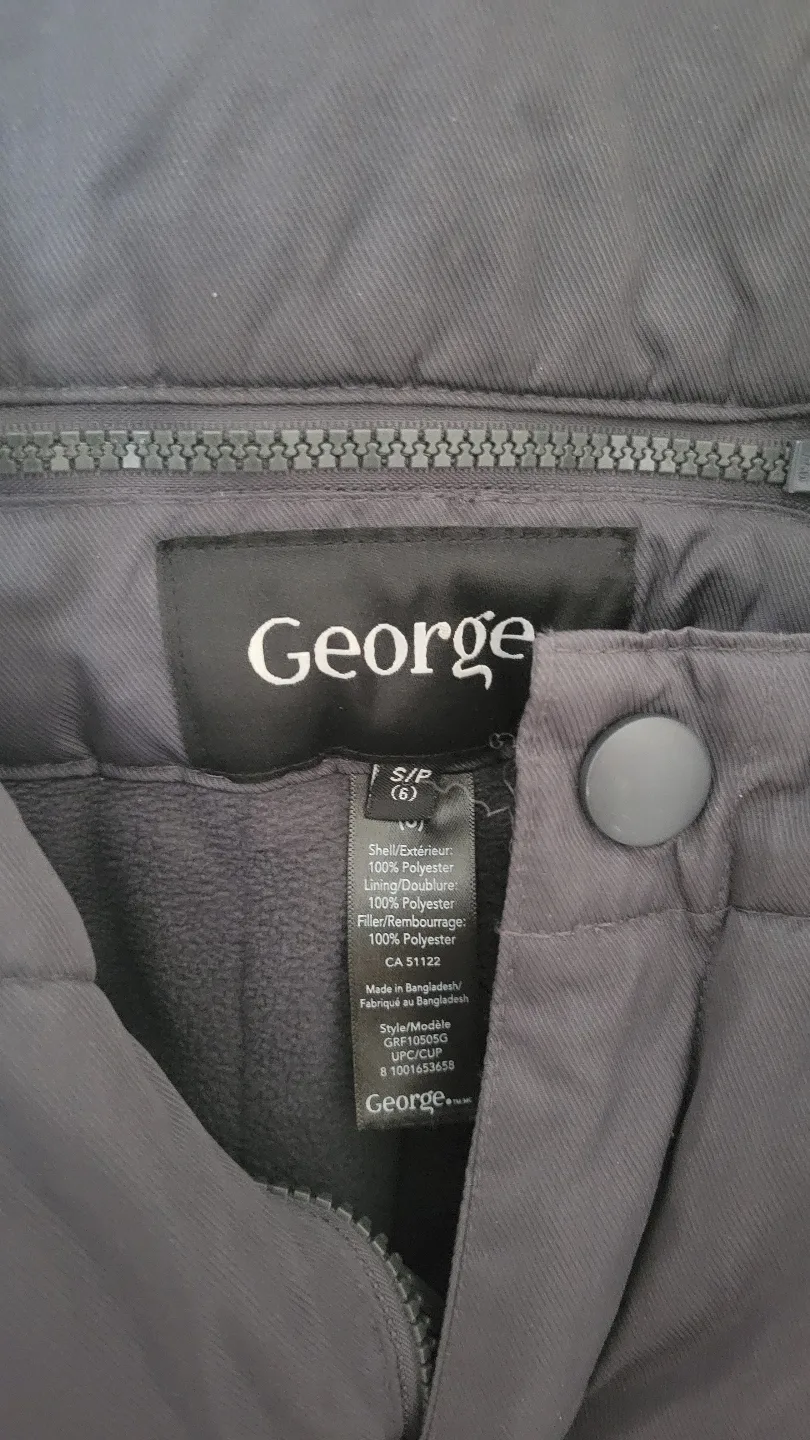 George
S/P
(6)
Shell/Extérieur:
100% Polyester
Lining/Doublure:
100% Polyester
Filler/Rembourrage:
100% Polyester
CA 51122
Made in Bangladesh/
Fabriqué au Bangladesh
Style/Modèle
GRF10505G
UPC/CUP
8 1001653658
George.